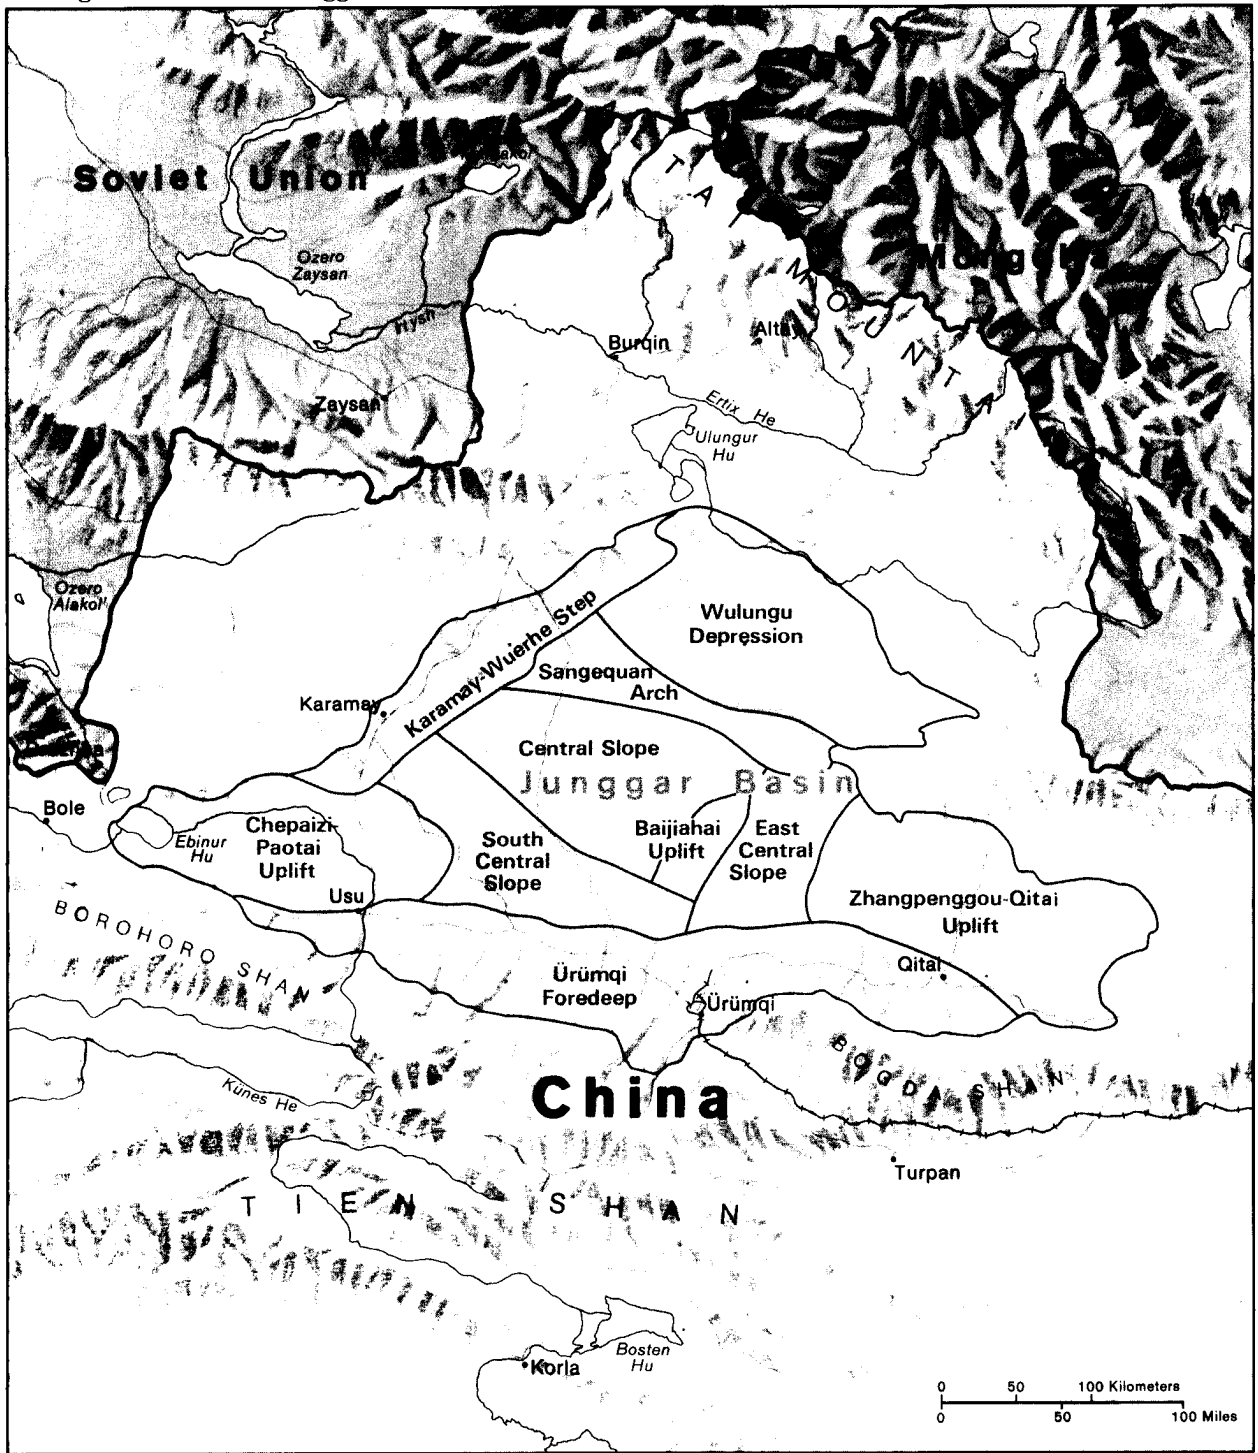 Soviet Union
Ozero
Zaysan
Mongolia
TAY MOUNTAI
Hysh
Burqin
Altay
Zaysan
Ertix He
Ulungur
Hu
Ozero
Alakol'
Wulungu
Depression
Karamay-Wuerhe Step
Sangequan
Arch
Karamay
Central Slope
Junggar Basin
Bole
Ebinur
Hu
Chepaizi-
Paotai
Uplift
South
Central
Slope
Baijiahai
Uplift
East
Central
Slope
Usu
Zhangpenggou-Qitai
Uplift
BOROHORO SHAN
Qitai
Ürümqi
Foredeep
Ürümqi
BOGDA SHAN
China
Künes He
Turpan
TIEN SHAN
Bosten
Hu
Korla
0 50 100 Kilometers
0 50 100 Miles